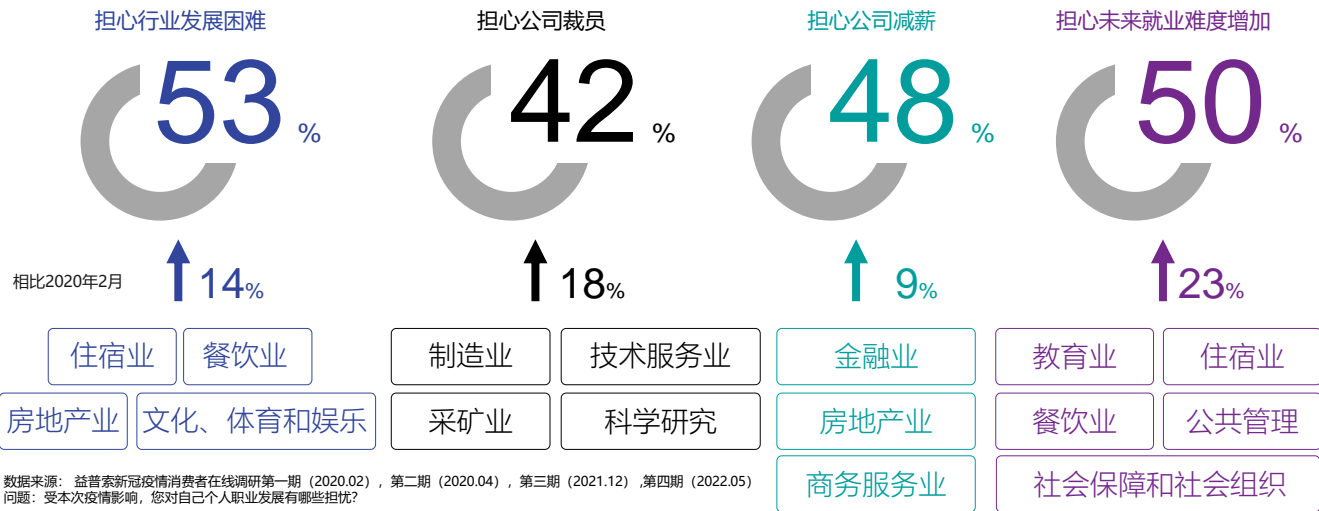 担心行业发展困难
53%
担心公司裁员
42%
担心公司减薪
48%
担心未来就业难度增加
50%
相比2020年2月
14%
18%
9%
23%
住宿业 餐饮业
房地产业 文化、体育和娱乐
制造业 技术服务业
采矿业 科学研究
金融业
房地产业
商务服务业
教育业 住宿业
餐饮业 公共管理
社会保障和社会组织
数据来源： 益普索新冠疫情消费者在线调研第一期（2020.02），第二期（2020.04），第三期（2021.12）,第四期（2022.05）
问题：受本次疫情影响，您对自己个人职业发展有哪些担忧?